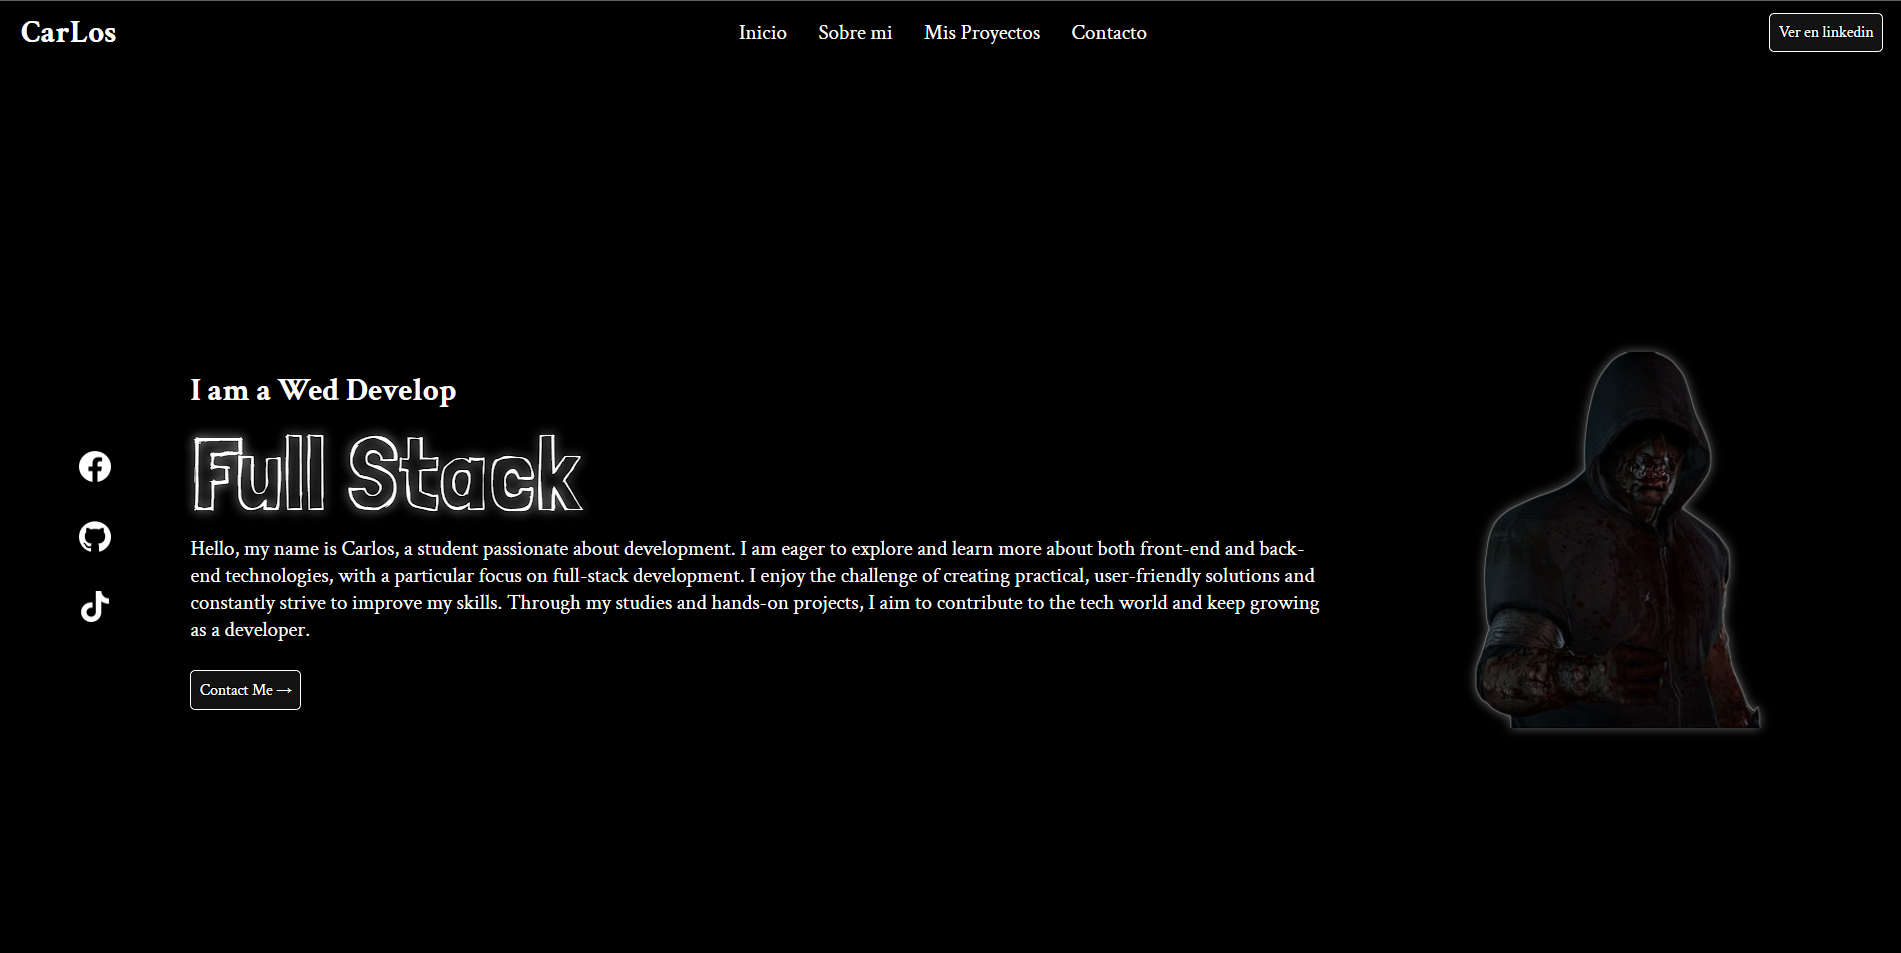 CarLos
Inicio
Sobre mi
Mis Proyectos
Contacto
Ver en linkedin
I am a Wed Develop
Full Stack
Hello, my name is Carlos, a student passionate about development. I am eager to explore and learn more about both front-end and back-
end technologies, with a particular focus on full-stack development. I enjoy the challenge of creating practical, user-friendly solutions and
constantly strive to improve my skills. Through my studies and hands-on projects, I aim to contribute to the tech world and keep growing
as a developer.
Contact Me →